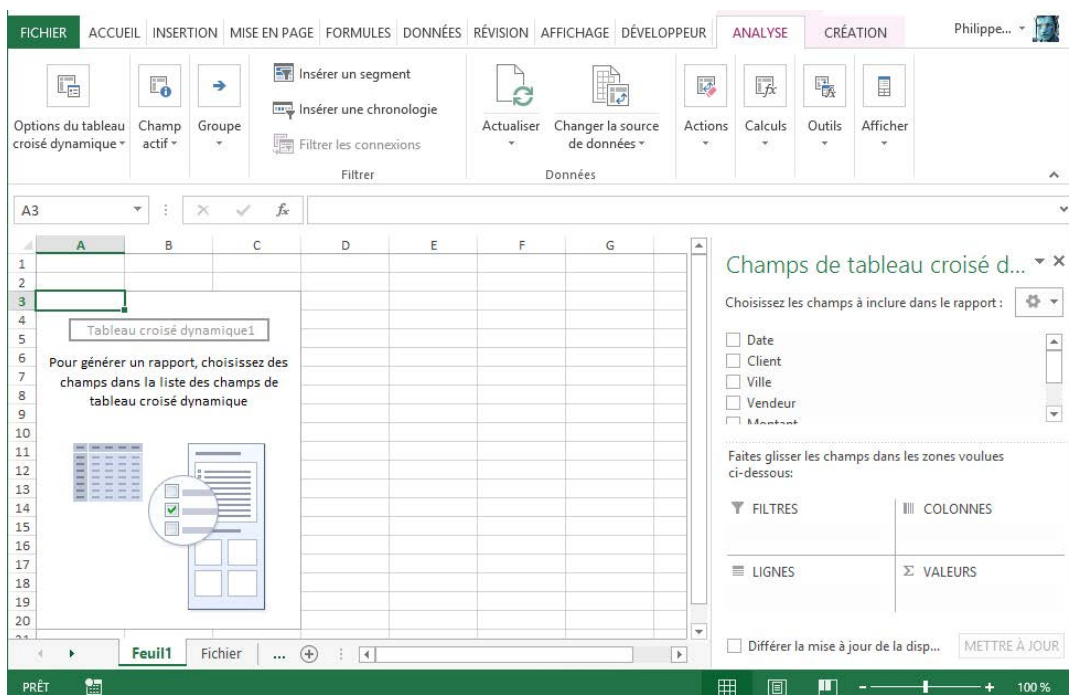 FICHIER ACCUEIL INSERTION MISE EN PAGE FORMULES DONNÉES RÉVISION AFFICHAGE DÉVELOPPEUR ANALYSE CRÉATION Philippe...
Insérer un segment
Insérer une chronologie
Filtrer les connexions
Options du tableau croisé dynamique
Champ actif
Groupe
Actualiser
Changer la source de données
Actions
Calculs
Outils
Afficher
Filtrer
Données
A3
fx
A B C D E F G
1
2
3
4
5
6
7
8
9
10
11
12
13
14
15
16
17
18
19
20
21
Tableau croisé dynamique1
Pour générer un rapport, choisissez des
champs dans la liste des champs de
tableau croisé dynamique
Champs de tableau croisé d...
Choisissez les champs à inclure dans le rapport :
Date
Client
Ville
Vendeur
Montant
Faites glisser les champs dans les zones voulues
ci-dessous:
FILTRES
COLONNES
LIGNES
Σ VALEURS
Différer la mise à jour de la disp...
METTRE À JOUR
Feuil1 Fichier ...
PRÊT
100 %